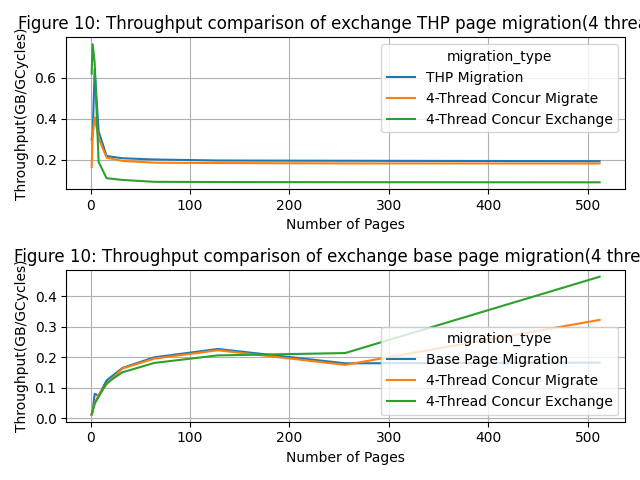 Figure 10: Throughput comparison of exchange THP page migration(4 threa
Throughput(GB/GCycles)
0.6
0.4
0.2
migration_type
THP Migration
4-Thread Concur Migrate
4-Thread Concur Exchange
0 100 200 300 400 500
Number of Pages
Figure 10: Throughput comparison of exchange base page migration(4 thre
Throughput(GB/GCycles)
0.4
0.3
0.2
0.1
0.0
migration_type
Base Page Migration
4-Thread Concur Migrate
4-Thread Concur Exchange
0 100 200 300 400 500
Number of Pages